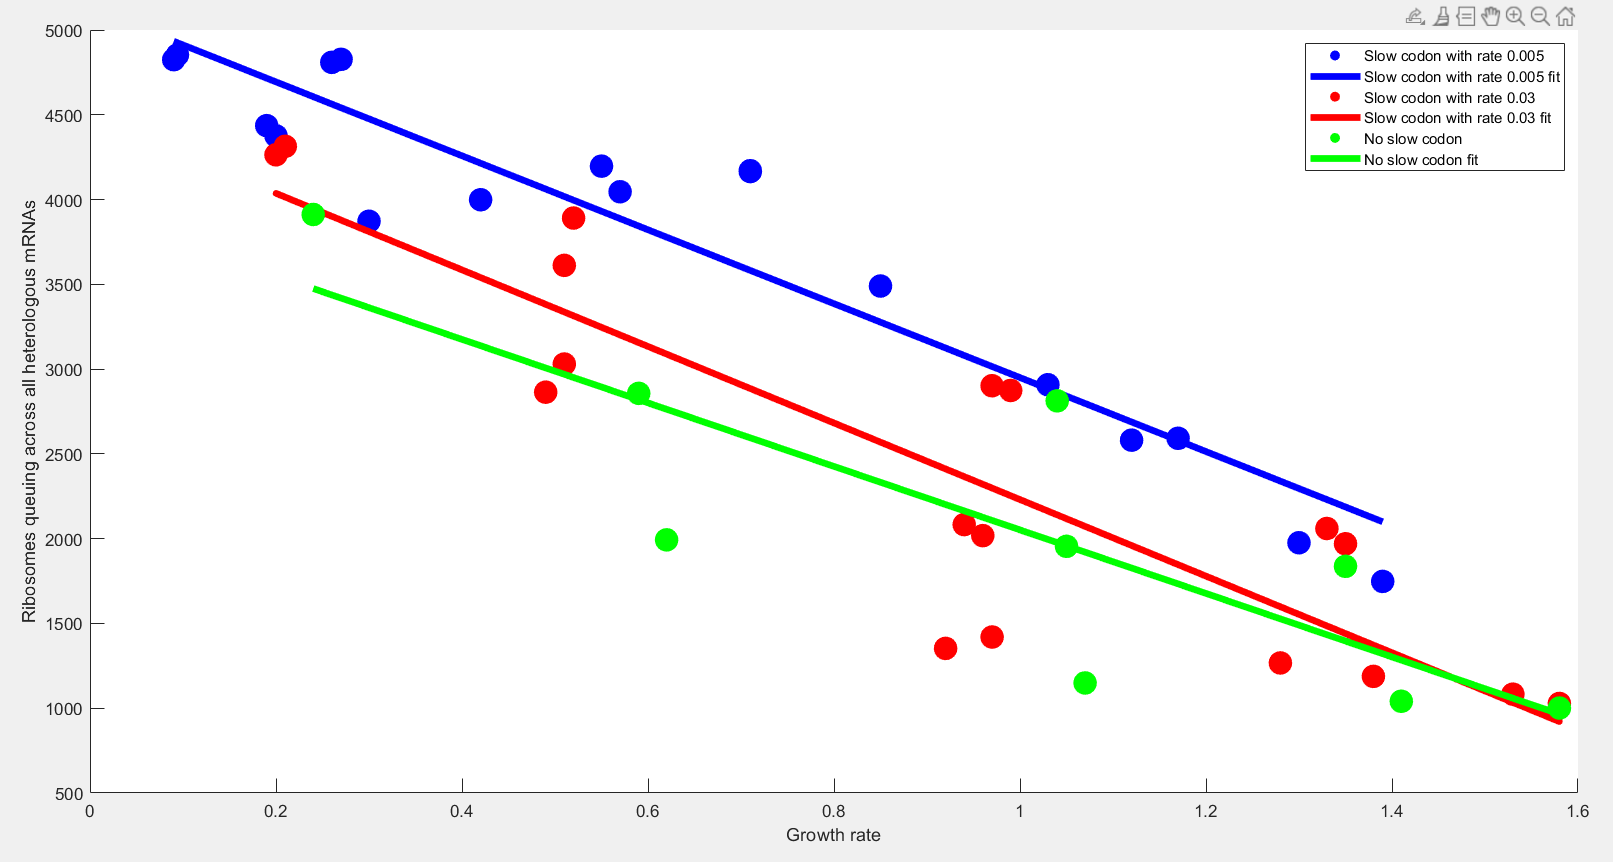 Slow codon with rate 0.005
Slow codon with rate 0.005 fit
Slow codon with rate 0.03
Slow codon with rate 0.03 fit
No slow codon
No slow codon fit
Ribosomes queuing across all heterologous mRNAs
5000
4500
4000
3500
3000
2500
2000
1500
1000
500
0 0.2 0.4 0.6 0.8 1 1.2 1.4 1.6
Growth rate